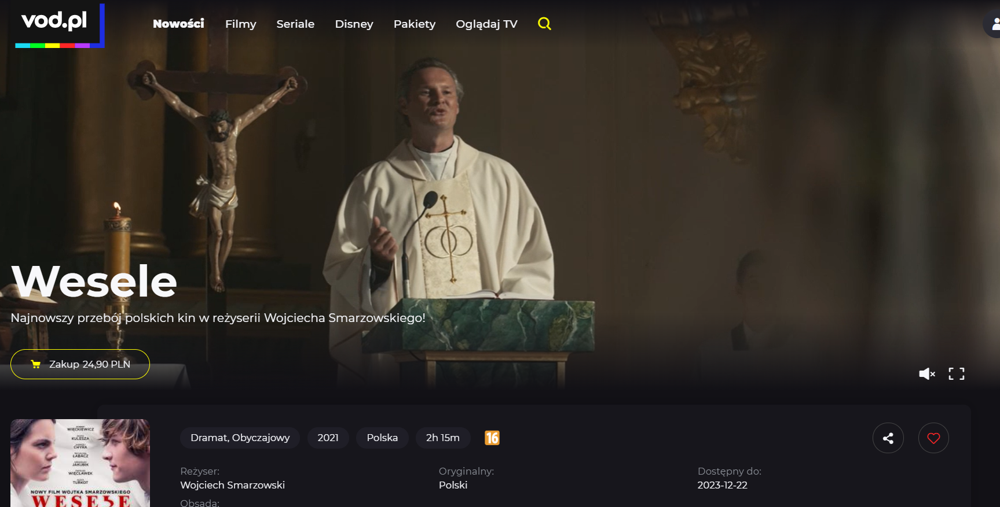 vod.pl
Nowości Filmy Seriale Disney Pakiety Oglądaj TV
Wesele
Najnowszy przebój polskich kin w reżyserii Wojciecha Smarzowskiego!
Zakup 24,90 PLN
Dramat, Obyczajowy 2021 Polska 2h 15m 16
Reżyser: Oryginalny: Dostępny do:
Wojciech Smarzowski Polski 2023-12-22
Obsada:
WIĘCKIEWICZ
KULESZA
CHYRA
ŁABACZ
JAKUBIK
WIĘCŁAWEK
TURKOT
NOWY FILM WOJTKA SMARZOWSKIEGO
WESELE